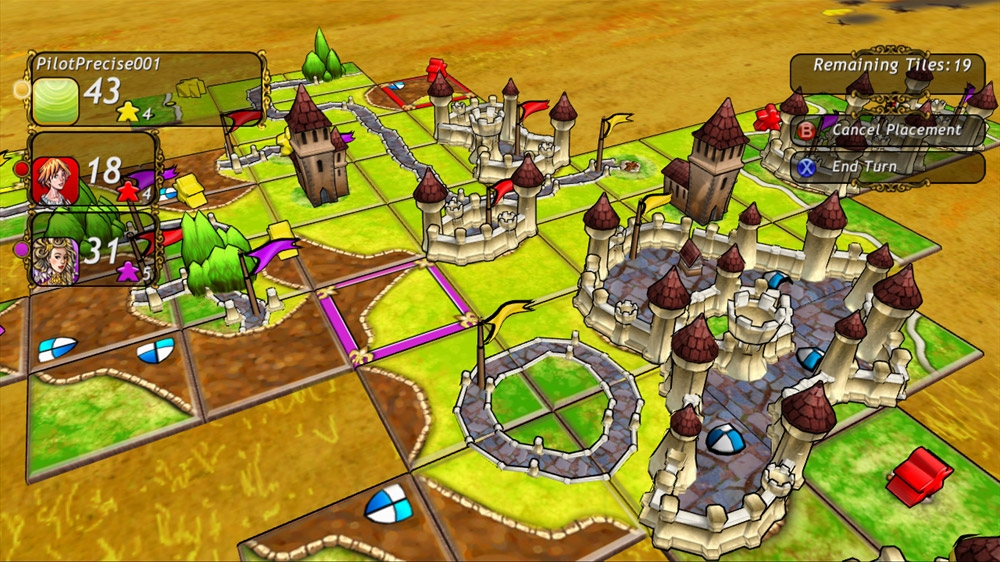 PilotPrecise001
43
4
18
4
31
5
Remaining Tiles:19
B Cancel Placement
X End Turn